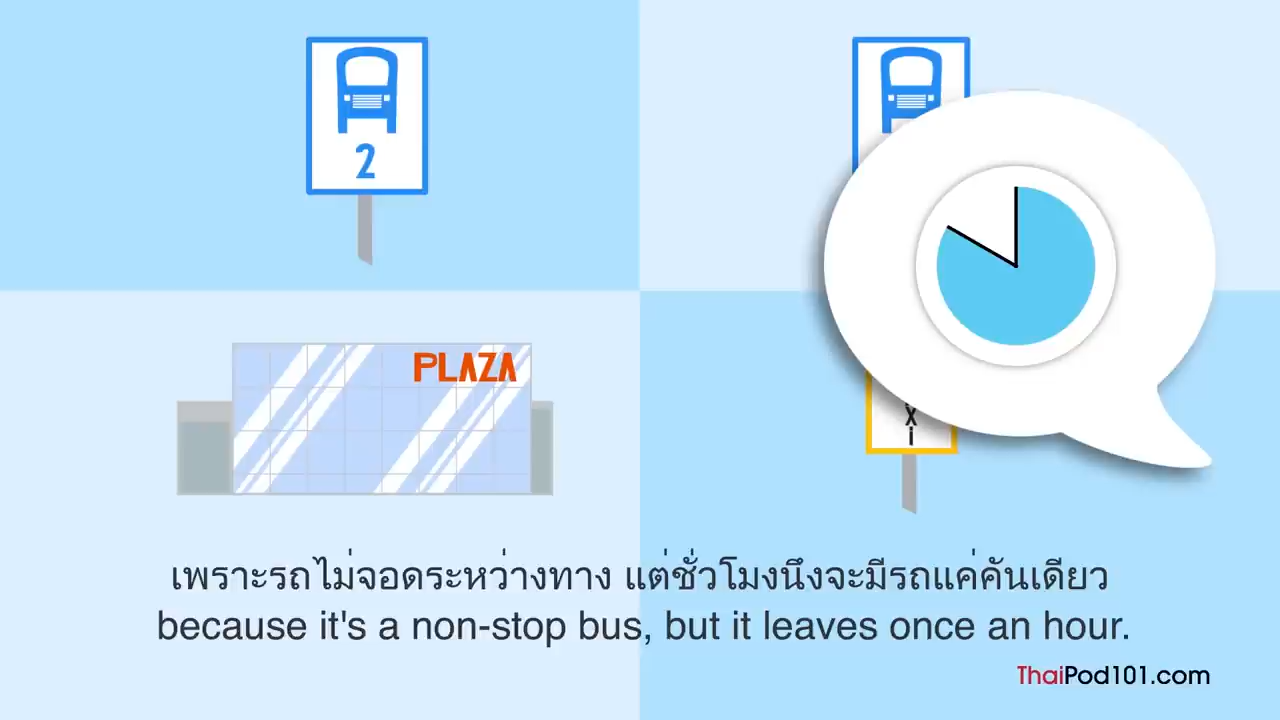 2
PLAZA
xi
เพราะรถไม่จอดระหว่างทาง แต่ชั่วโมงนึงจะมีรถแค่คันเดียว
because it's a non-stop bus, but it leaves once an hour.
ThaiPod101.com